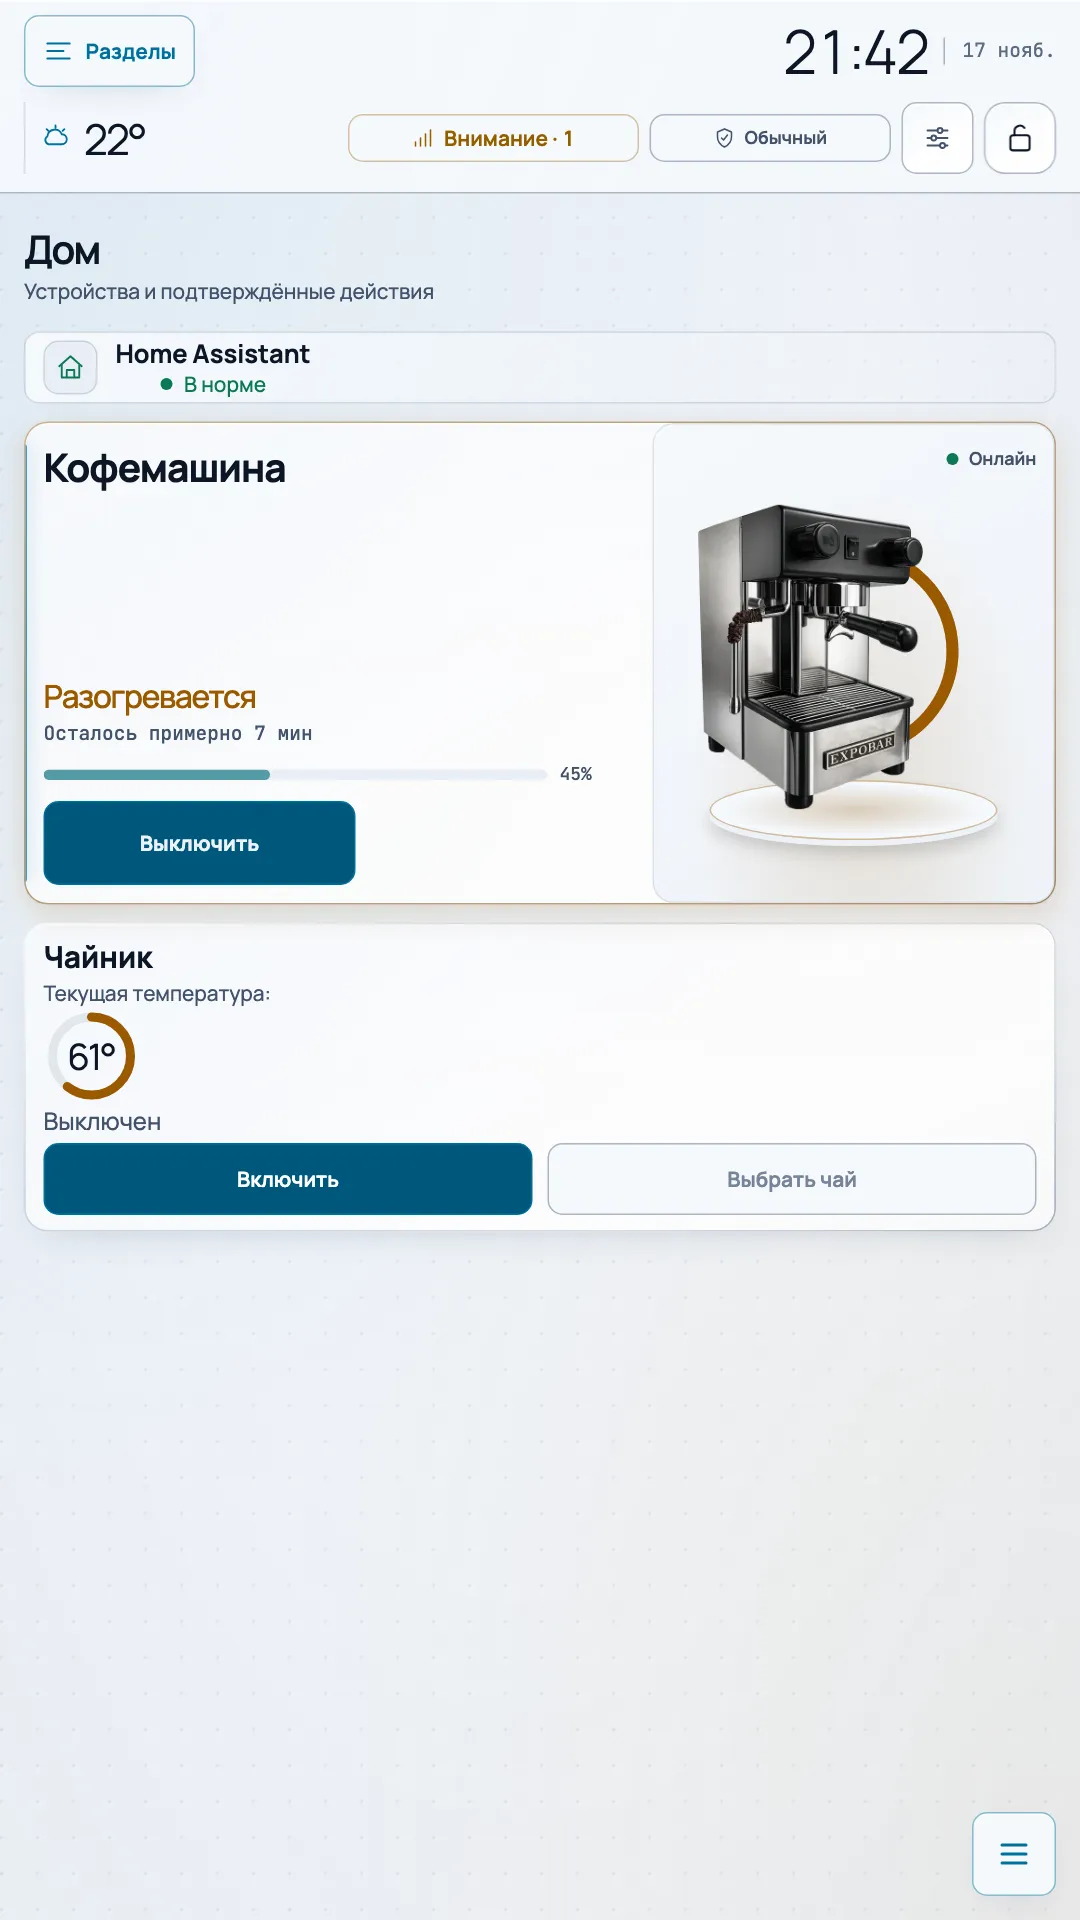 Разделы
21:42
17 нояб.
22°
Внимание · 1
Обычный
Дом
Устройства и подтверждённые действия
Home Assistant
В норме
Кофемашина
Онлайн
EXPOBAR
Разогревается
Осталось примерно 7 мин
45%
Выключить
Чайник
Текущая температура:
61°
Выключен
Включить
Выбрать чай